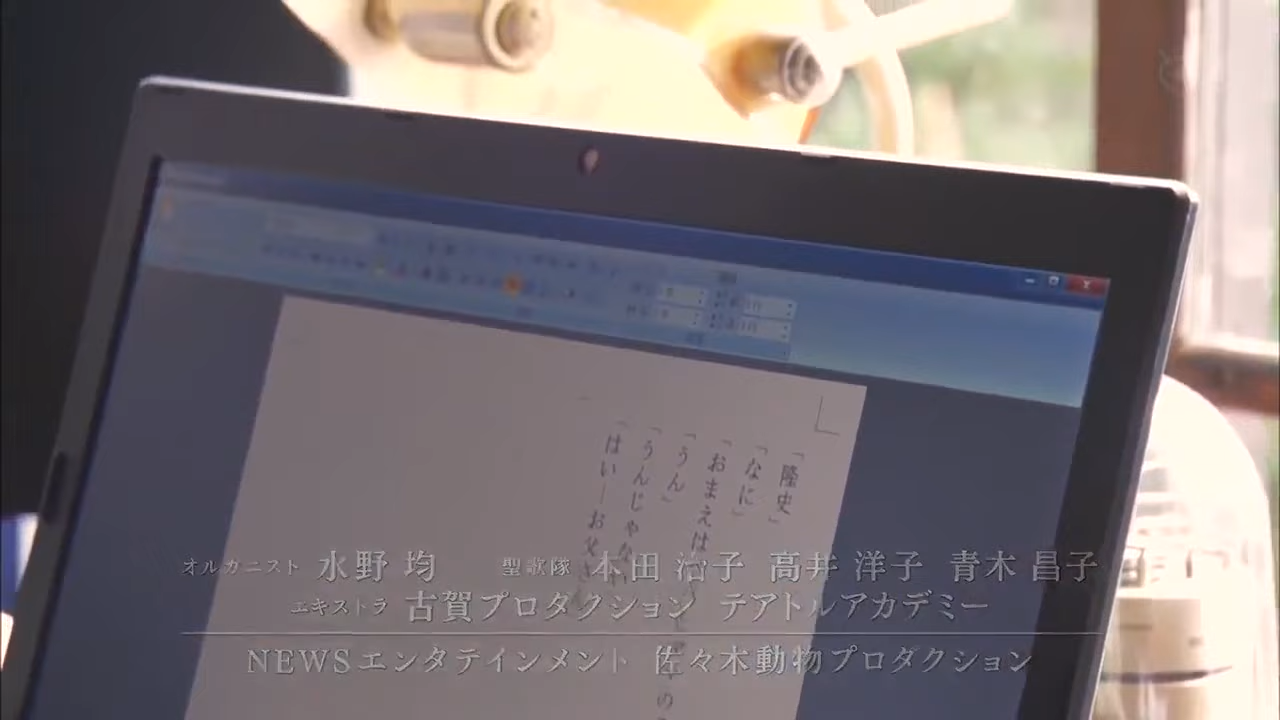 「隆史」
「なに」
「おまえは
「うん」
「うんじゃない
「はい―お父さ
オルガニスト 水野 均 聖歌隊 本田 治子 高井 洋子 青木 昌子
エキストラ 古賀プロダクション テアトルアカデミー
NEWSエンタテインメント 佐々木動物プロダクション